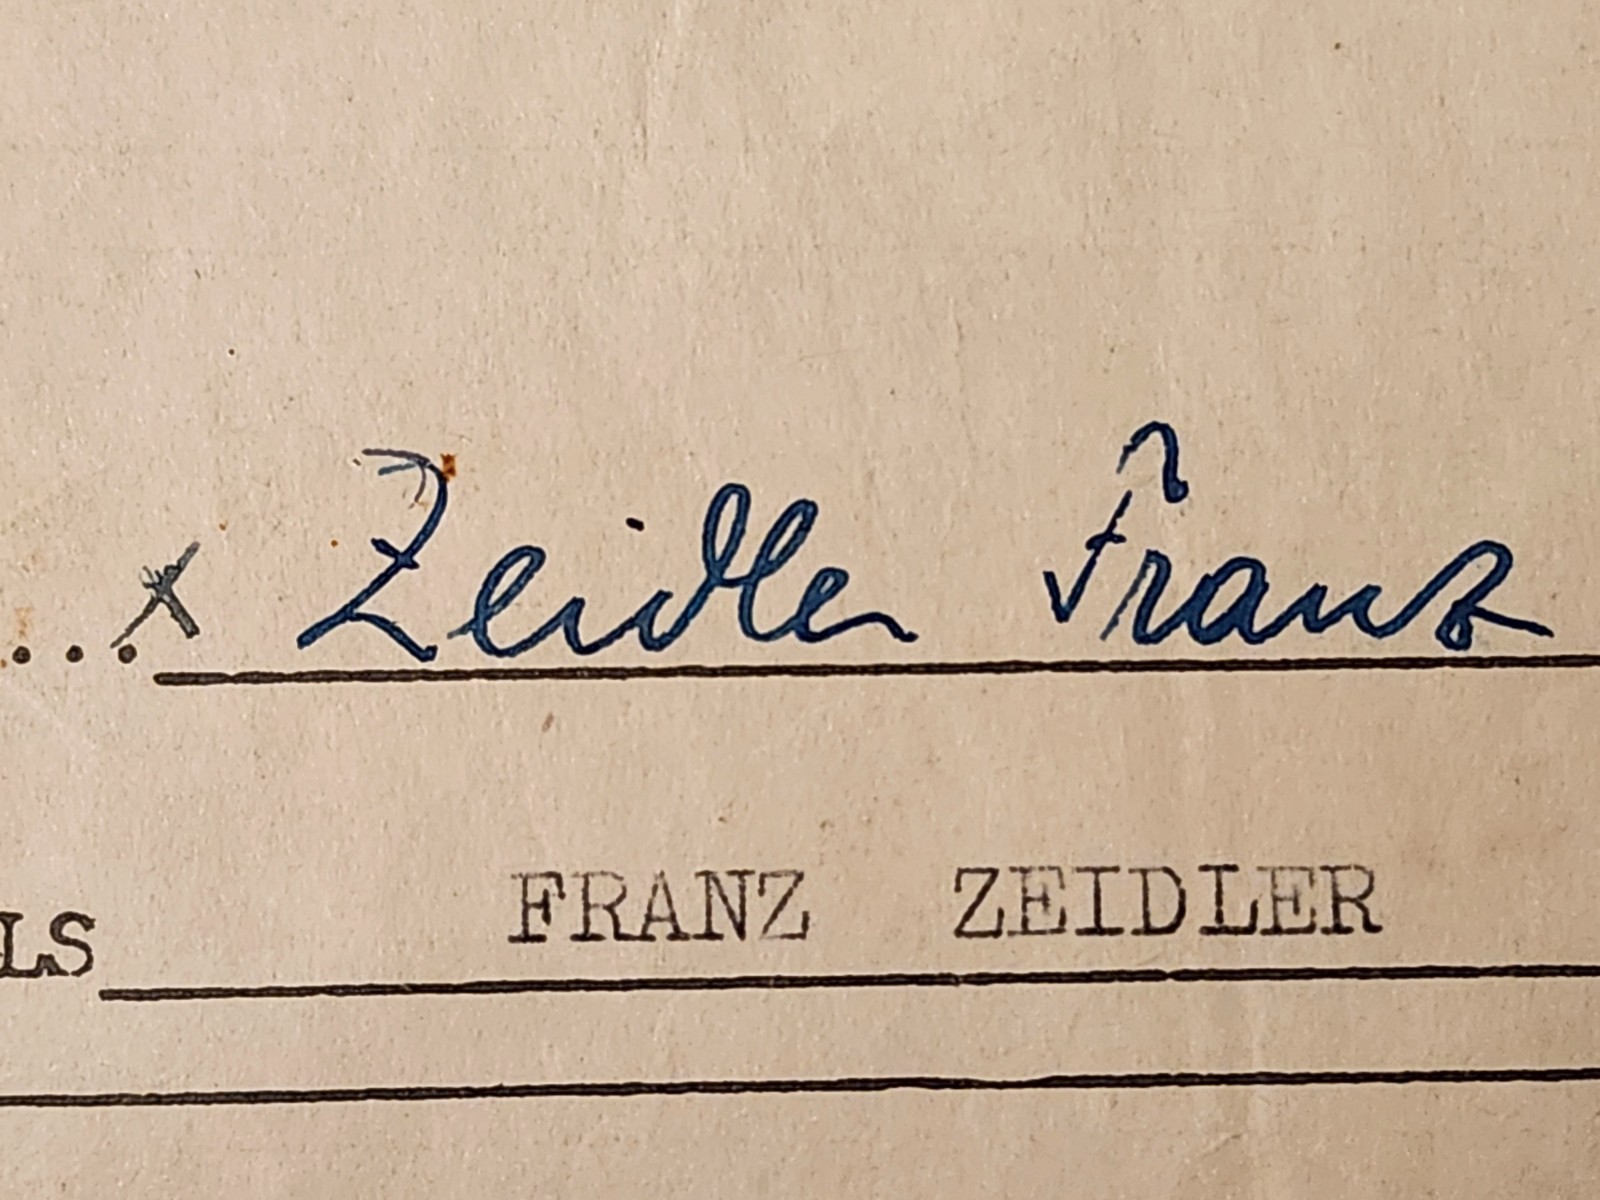 ...x Zeidler Franz
LS FRANZ ZEIDLER